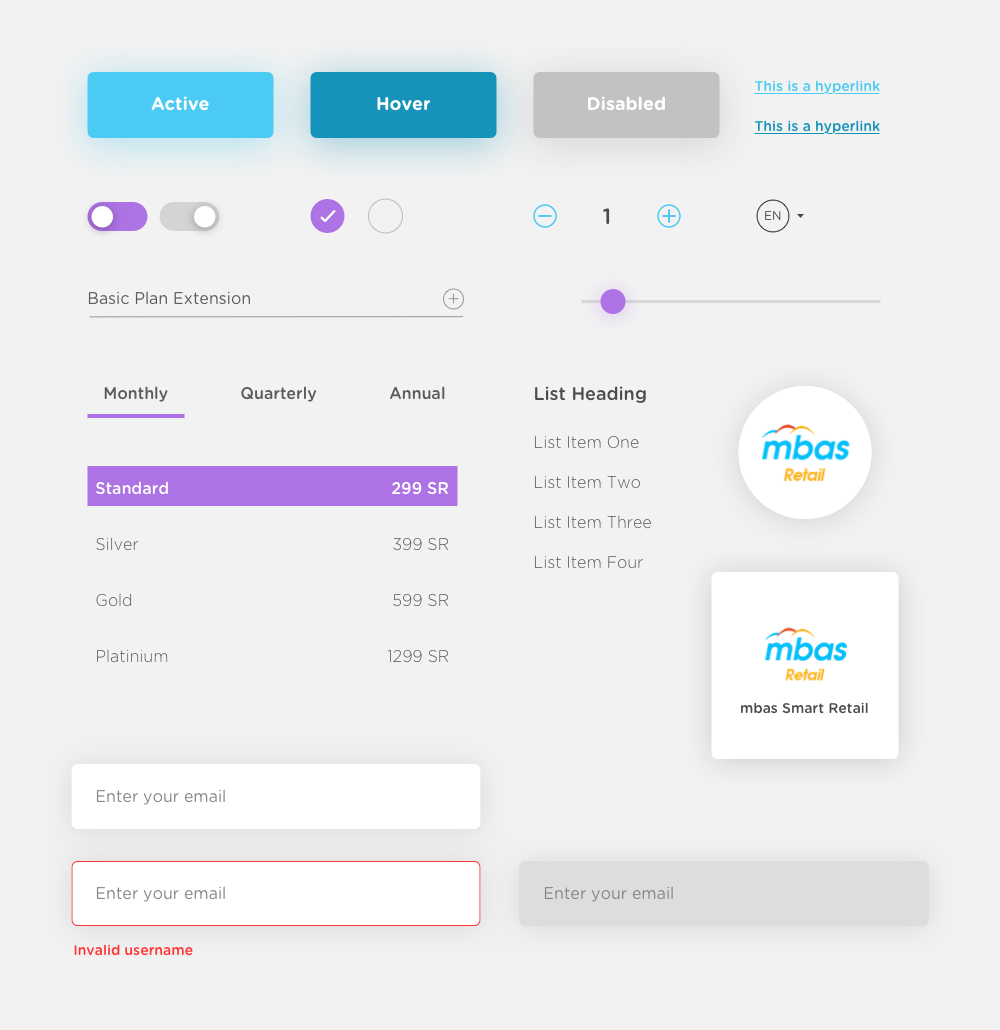 Active
Hover
Disabled
This is a hyperlink
This is a hyperlink
1
EN
Basic Plan Extension
Monthly
Quarterly
Annual
Standard 299 SR
Silver 399 SR
Gold 599 SR
Platinium 1299 SR
List Heading
List Item One
List Item Two
List Item Three
List Item Four
mbas
Retail
mbas
Retail
mbas Smart Retail
Enter your email
Enter your email
Invalid username
Enter your email